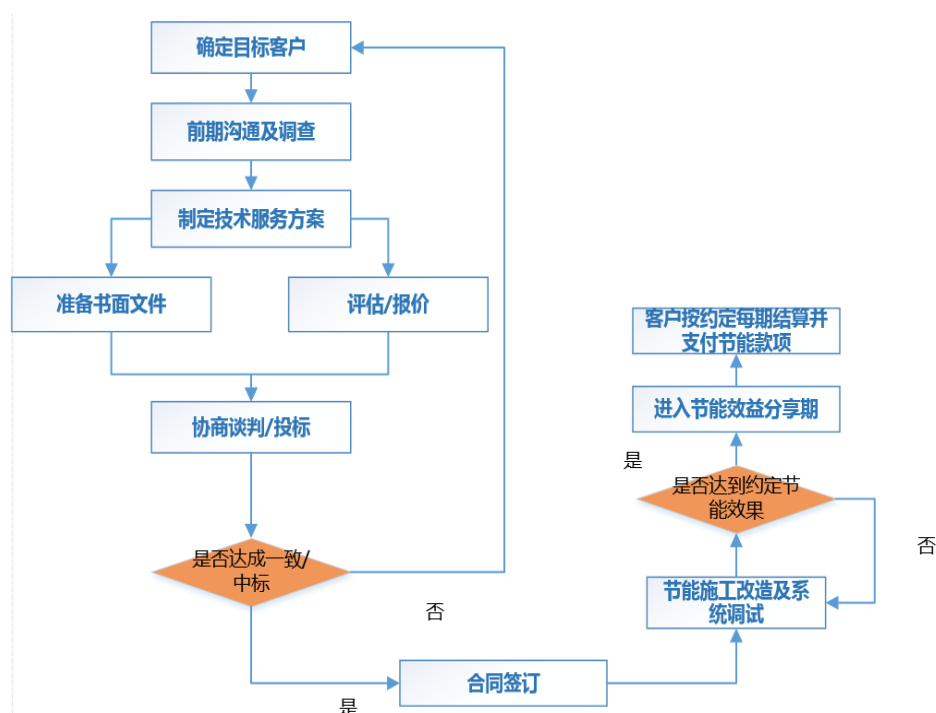 确定目标客户
前期沟通及调查
制定技术服务方案
准备书面文件
评估/报价
协商谈判/投标
是否达成一致/
中标
否
是
合同签订
节能施工改造及系
统调试
是否达到约定节
能效果
否
是
进入节能效益分享期
客户按约定每期结算并
支付节能款项